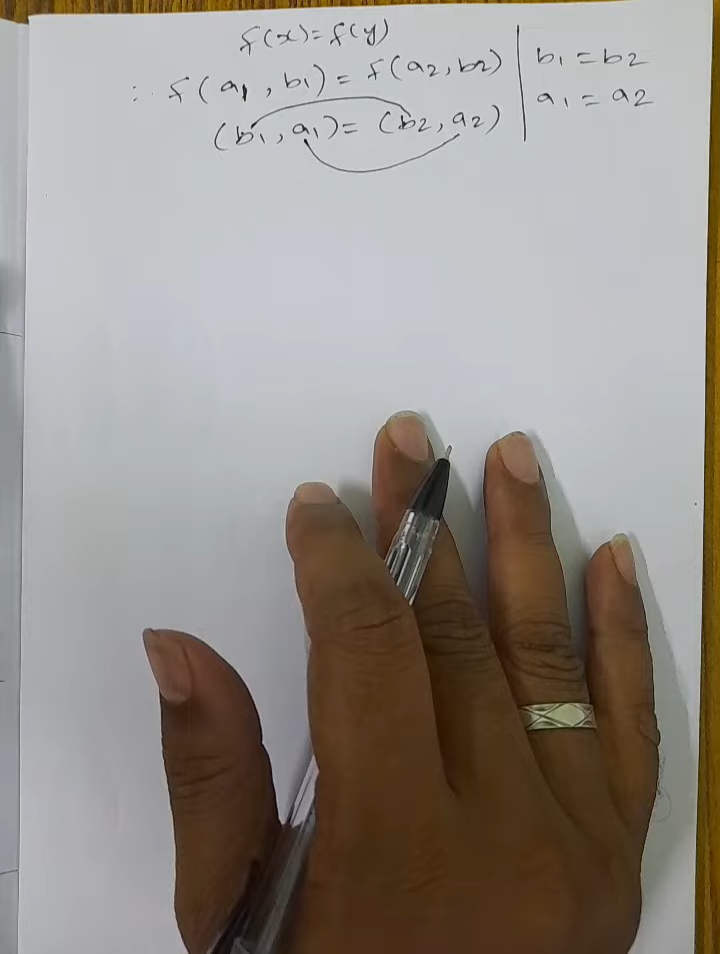 f(x)=f(y)
∴ f(a1, b1) = f(a2, b2) | b1 = b2
(b1, a1) = (b2, a2) | a1 = a2